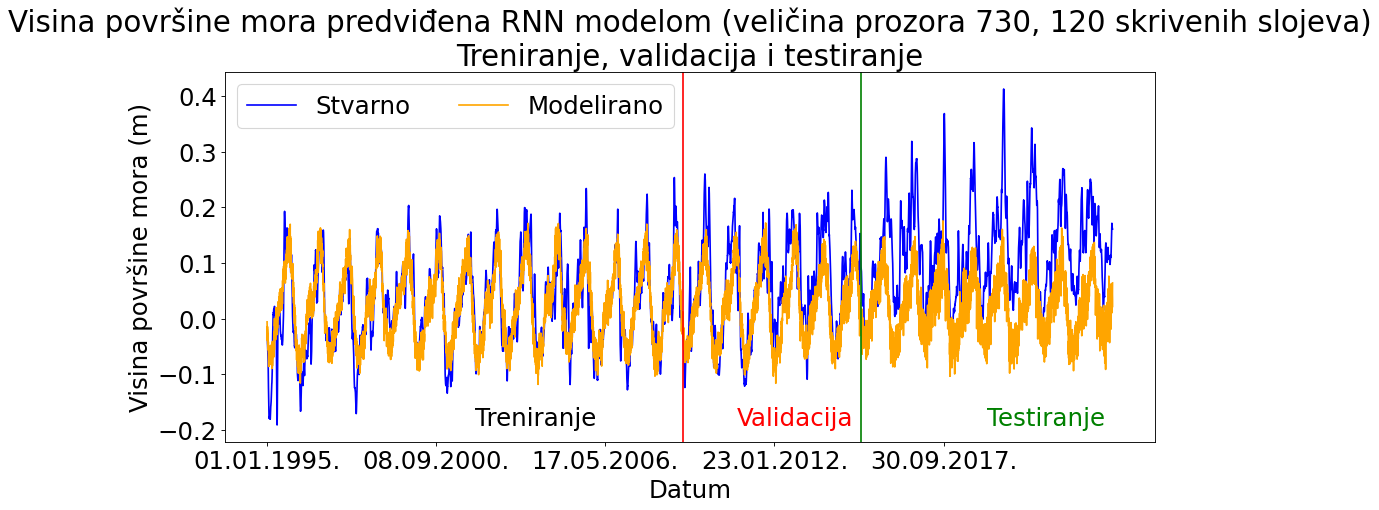 Visina površine mora predviđena RNN modelom (veličina prozora 730, 120 skrivenih slojeva)
Treniranje, validacija i testiranje
Stvarno
Modelirano
Visina površine mora (m)
0.4
0.3
0.2
0.1
0.0
−0.1
−0.2
Treniranje
Validacija
Testiranje
01.01.1995.
08.09.2000.
17.05.2006.
23.01.2012.
30.09.2017.
Datum